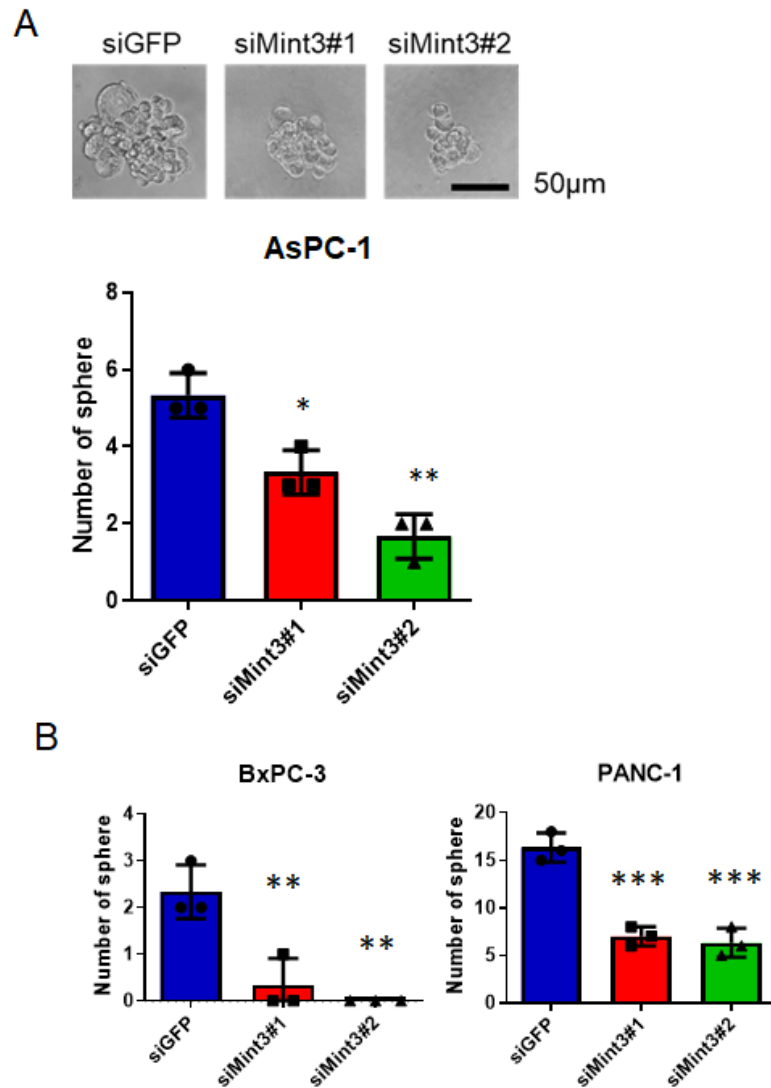 A
siGFP siMint3#1 siMint3#2
50μm
AsPC-1
Number of sphere
8
6
4
2
0
* **
siGFP siMint3#1 siMint3#2
B
BxPC-3
Number of sphere
4
3
2
1
0
** **
siGFP siMint3#1 siMint3#2
PANC-1
Number of sphere
20
15
10
5
0
*** ***
siGFP siMint3#1 siMint3#2